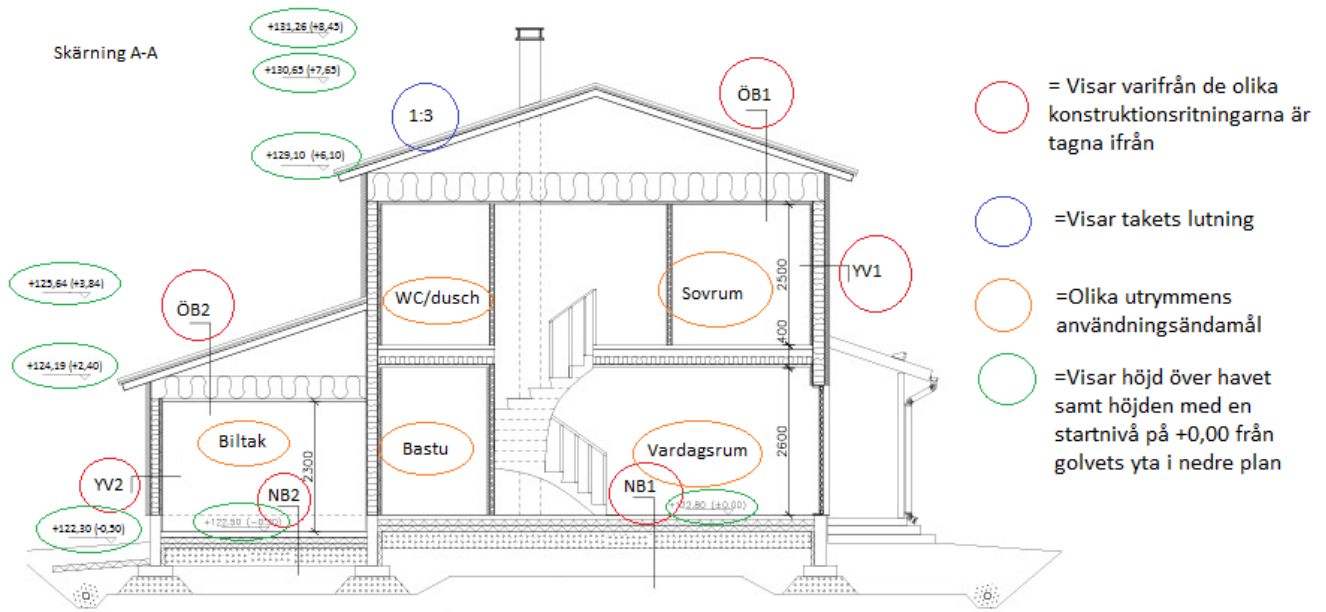 Skärning A-A
+131,26 (+8,45)
+130,65 (+7,65)
+129,10 (+6,10)
+125,64 (+3,84)
+124,19 (+2,40)
+122,30 (-0,50)
1:3
ÖB1
ÖB2
YV1
YV2
NB1
NB2
WC/dusch
Sovrum
2500
400
Biltak
Bastu
Vardagsrum
2300
2600
+122,80 (±0,00)
= Visar varifrån de olika
konstruktionsritningarna är
tagna ifrån
=Visar takets lutning
=Olika utrymmens
användningsändamål
=Visar höjd över havet
samt höjden med en
startnivå på +0,00 från
golvets yta i nedre plan